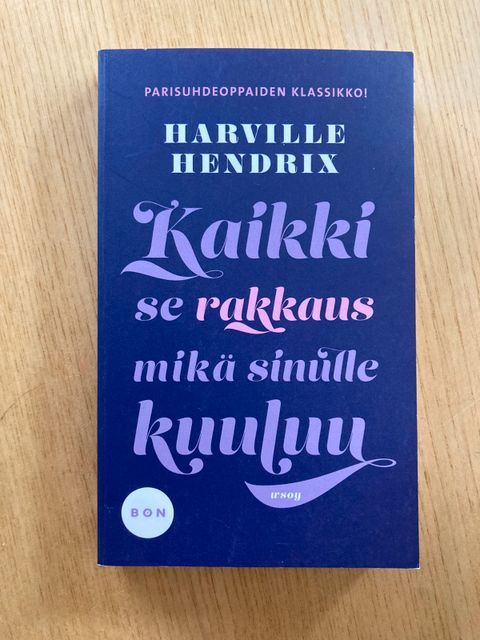 PARISUHDEOPPAIDEN KLASSIKKO!
HARVILLE
HENDRIX
Kaikki
se rakkaus
mikä sinulle
kuuluu
wsoy
BON